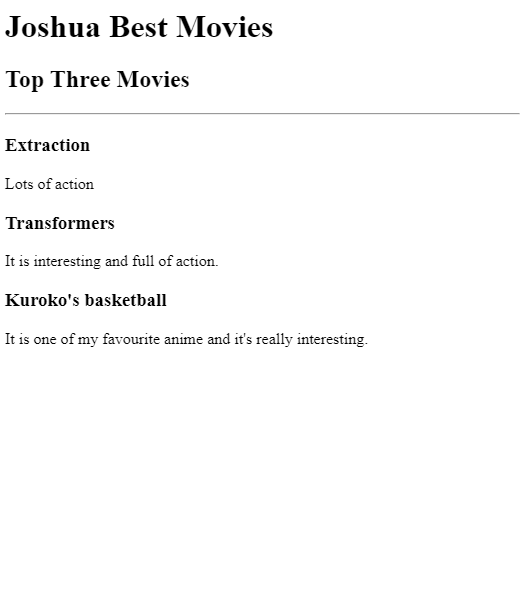 Joshua Best Movies
Top Three Movies
Extraction
Lots of action
Transformers
It is interesting and full of action.
Kuroko's basketball
It is one of my favourite anime and it's really interesting.